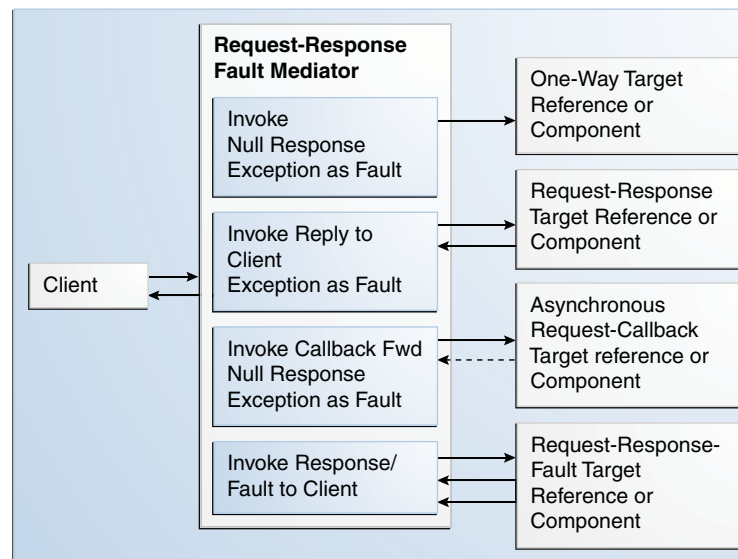 Request-Response
Fault Mediator
Invoke
Null Response
Exception as Fault
One-Way Target
Reference or
Component
Invoke Reply to
Client
Exception as Fault
Request-Response
Target Reference or
Component
Client
Invoke Callback Fwd
Null Response
Exception as Fault
Asynchronous
Request-Callback
Target reference or
Component
Invoke Response/
Fault to Client
Request-Response-
Fault Target
Reference or
Component